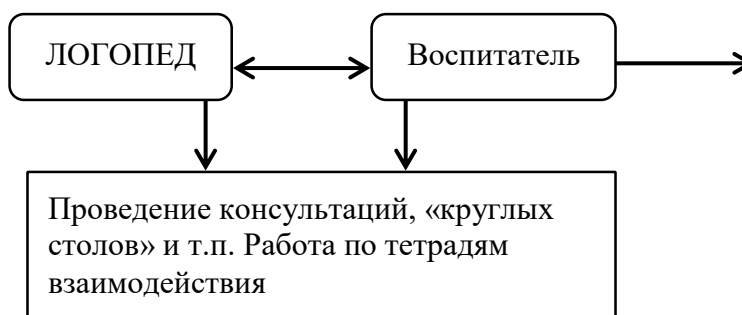 ЛОГОПЕД
Воспитатель
Проведение консультаций, «круглых
столов» и т.п. Работа по тетрадям
взаимодействия